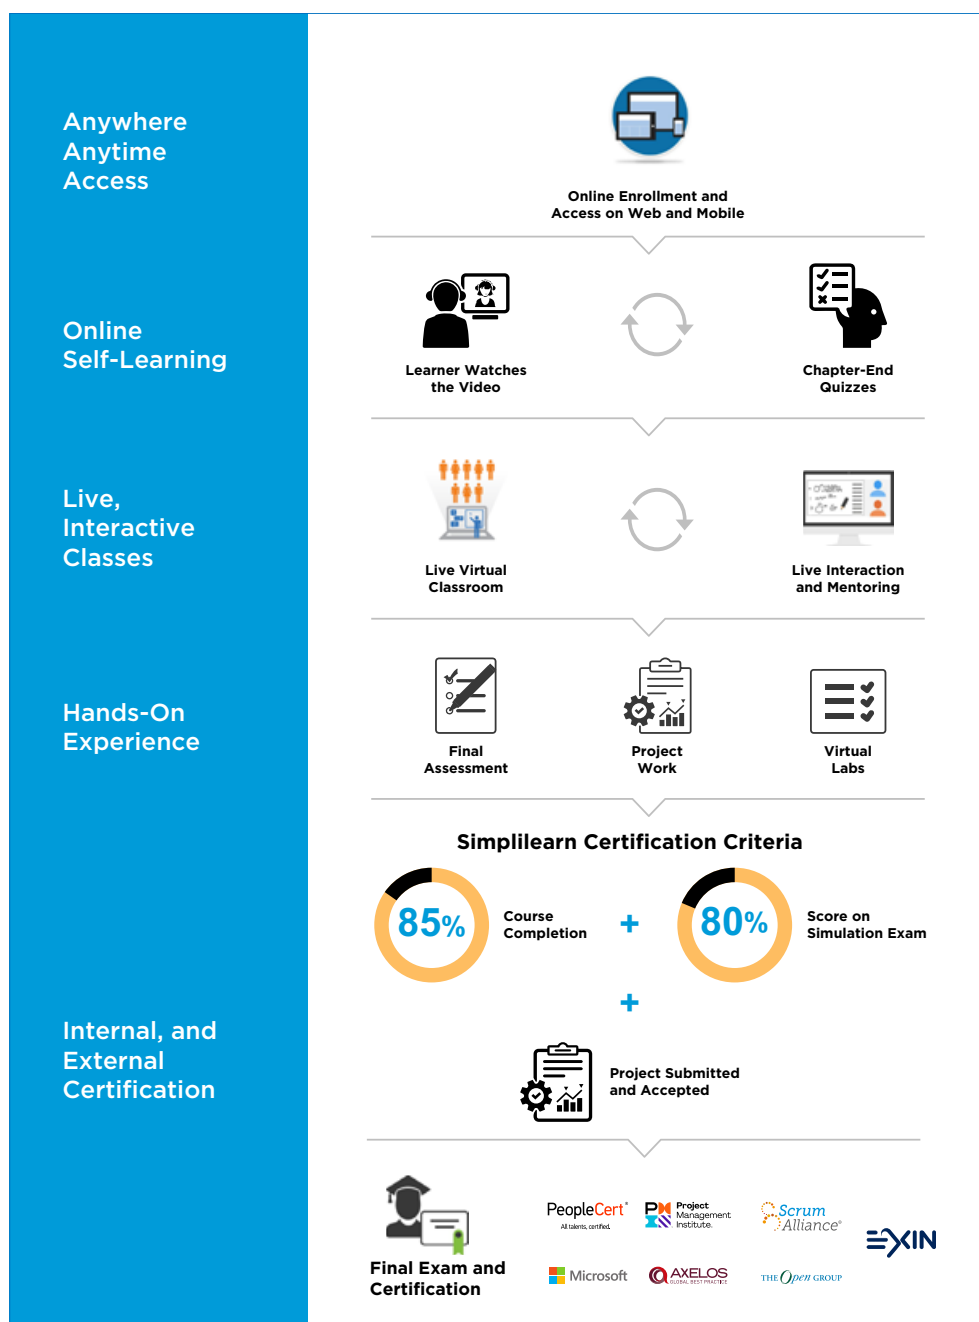 Anywhere
Anytime
Access
Online Enrollment and
Access on Web and Mobile
Online
Self-Learning
Learner Watches
the Video
Chapter-End
Quizzes
Live,
Interactive
Classes
Live Virtual
Classroom
Live Interaction
and Mentoring
Hands-On
Experience
Final
Assessment
Project
Work
Virtual
Labs
Simplilearn Certification Criteria
85%
Course
Completion
+
80%
Score on
Simulation Exam
+
Internal, and
External
Certification
Project Submitted
and Accepted
Final Exam and
Certification
PeopleCert®
All talents, certified.
Project
Management
Institute.
Scrum
Alliance®
EXIN
Microsoft
AXELOS
GLOBAL BEST PRACTICE
THE Open GROUP